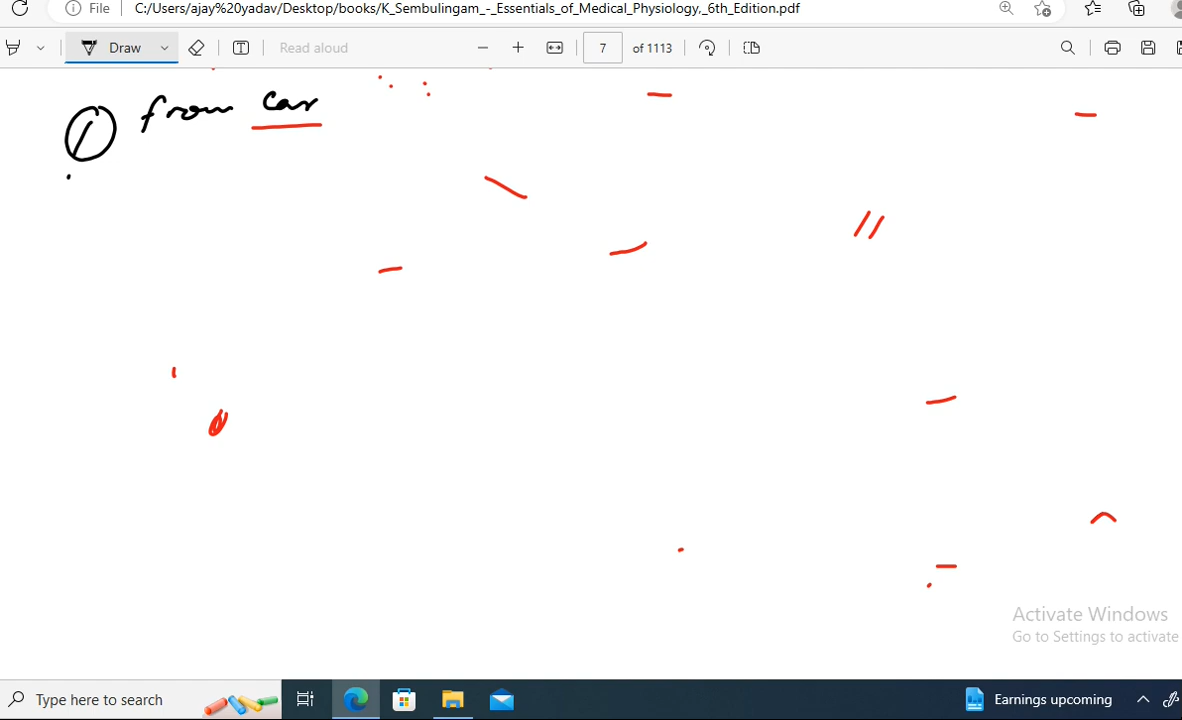 File C:/Users/ajay%20yadav/Desktop/books/K_Sembulingam_-_Essentials_of_Medical_Physiology,_6th_Edition.pdf
Draw Read aloud 7 of 1113
① from car
Activate Windows
Go to Settings to activate
Type here to search Earnings upcoming